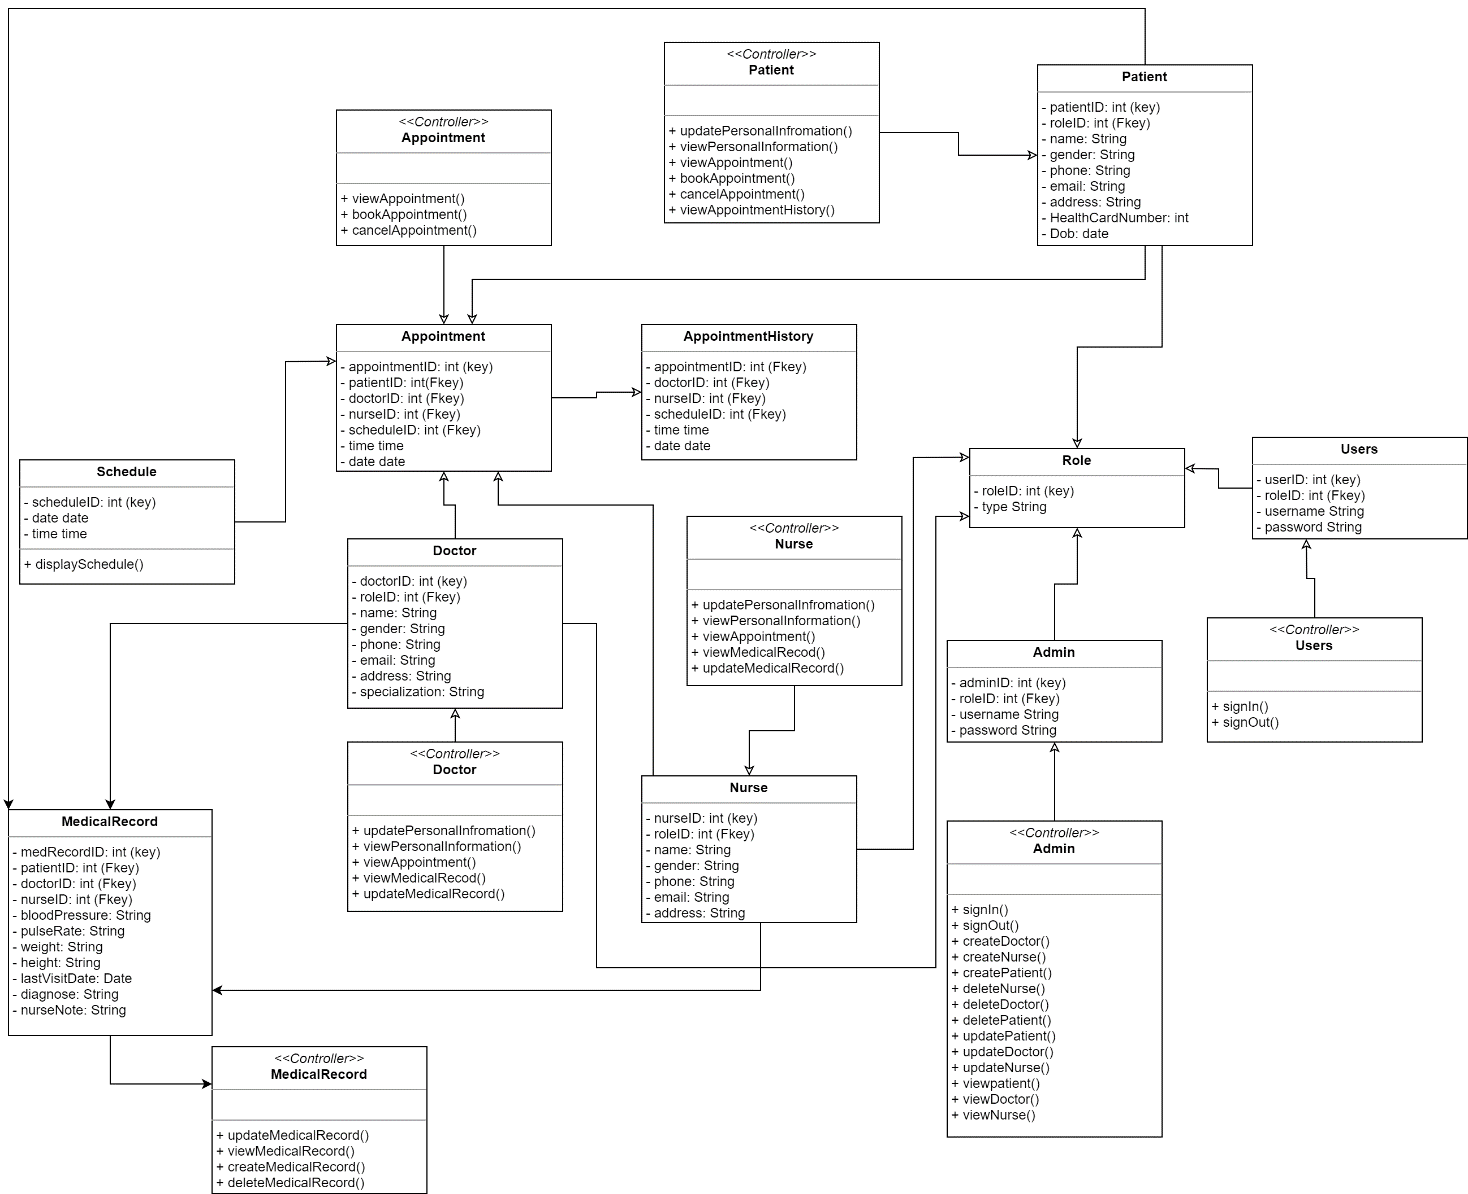 <<Controller>>
Patient
+ updatePersonalInfromation()
+ viewPersonalInformation()
+ viewAppointment()
+ bookAppointment()
+ cancelAppointment()
+ viewAppointmentHistory()
Patient
- patientID: int (key)
- roleID: int (Fkey)
- name: String
- gender: String
- phone: String
- email: String
- address: String
- HealthCardNumber: int
- Dob: date
<<Controller>>
Appointment
+ viewAppointment()
+ bookAppointment()
+ cancelAppointment()
Appointment
- appointmentID: int (key)
- patientID: int(Fkey)
- doctorID: int (Fkey)
- nurseID: int (Fkey)
- scheduleID: int (Fkey)
- time time
- date date
AppointmentHistory
- appointmentID: int (Fkey)
- doctorID: int (Fkey)
- nurseID: int (Fkey)
- scheduleID: int (Fkey)
- time time
- date date
Schedule
- scheduleID: int (key)
- date date
- time time
+ displaySchedule()
Role
- roleID: int (key)
- type String
Users
- userID: int (key)
- roleID: int (Fkey)
- username String
- password String
Doctor
- doctorID: int (key)
- roleID: int (Fkey)
- name: String
- gender: String
- phone: String
- email: String
- address: String
- specialization: String
<<Controller>>
Nurse
+ updatePersonalInfromation()
+ viewPersonalInformation()
+ viewAppointment()
+ viewMedicalRecod()
+ updateMedicalRecord()
<<Controller>>
Users
+ signIn()
+ signOut()
Admin
- adminID: int (key)
- roleID: int (Fkey)
- username String
- password String
<<Controller>>
Doctor
+ updatePersonalInfromation()
+ viewPersonalInformation()
+ viewAppointment()
+ viewMedicalRecod()
+ updateMedicalRecord()
Nurse
- nurseID: int (key)
- roleID: int (Fkey)
- name: String
- gender: String
- phone: String
- email: String
- address: String
MedicalRecord
- medRecordID: int (key)
- patientID: int (Fkey)
- doctorID: int (Fkey)
- nurseID: int (Fkey)
- bloodPressure: String
- pulseRate: String
- weight: String
- height: String
- lastVisitDate: Date
- diagnose: String
- nurseNote: String
<<Controller>>
Admin
+ signIn()
+ signOut()
+ createDoctor()
+ createNurse()
+ createPatient()
+ deleteNurse()
+ deleteDoctor()
+ deletePatient()
+ updatePatient()
+ updateDoctor()
+ updateNurse()
+ viewpatient()
+ viewDoctor()
+ viewNurse()
<<Controller>>
MedicalRecord
+ updateMedicalRecord()
+ viewMedicalRecord()
+ createMedicalRecord()
+ deleteMedicalRecord()